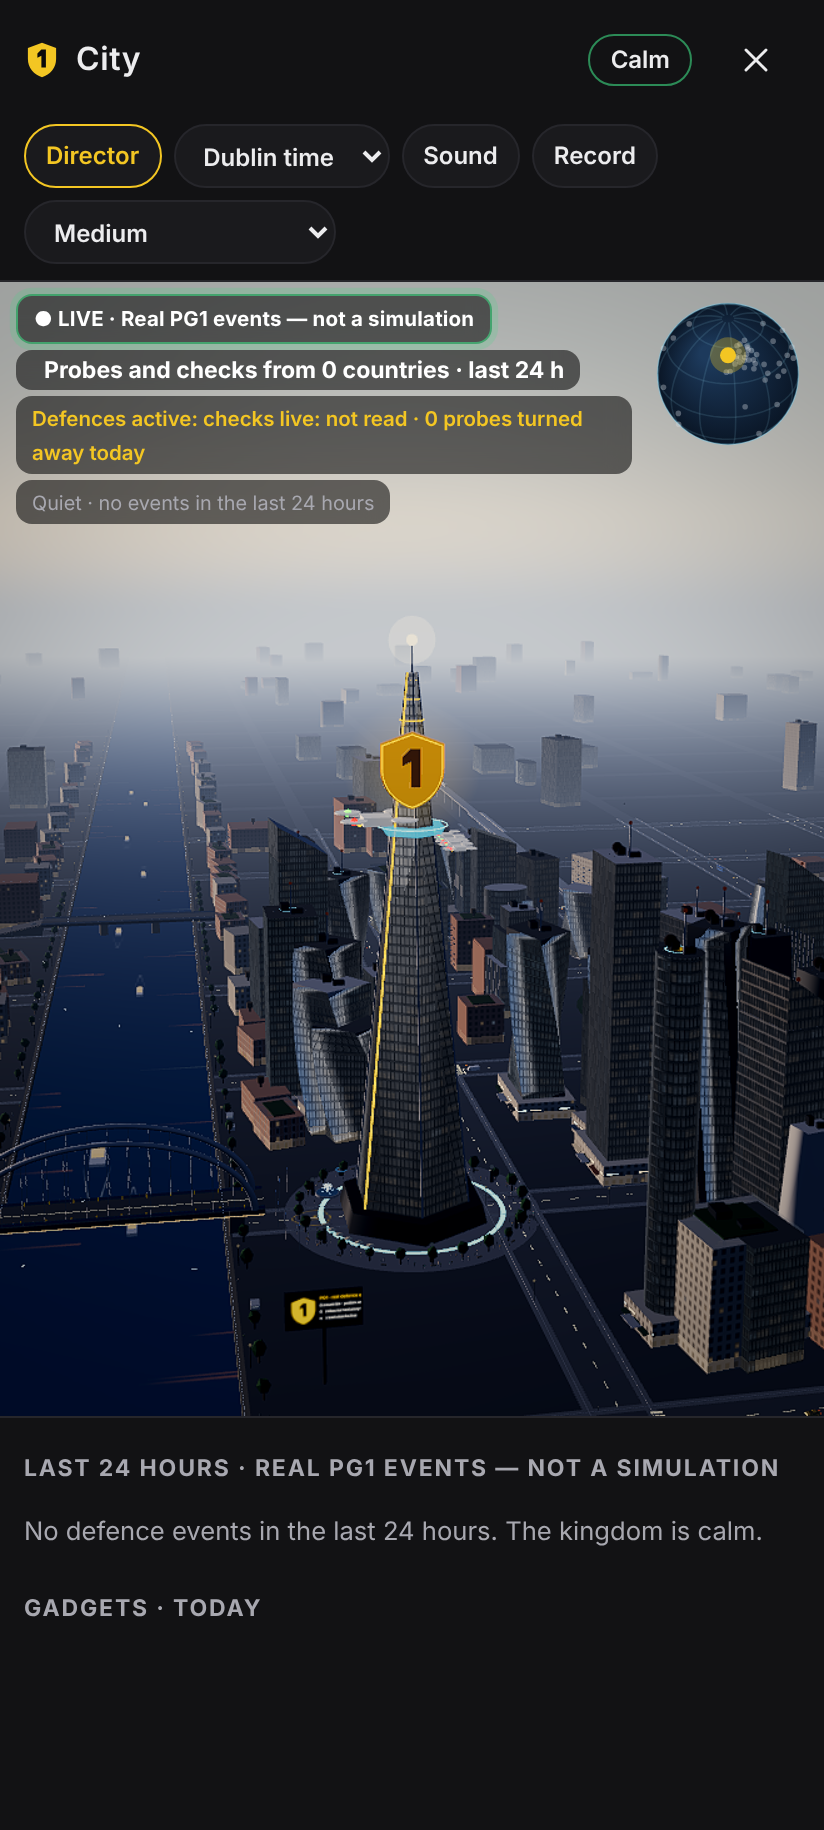 1 City
Calm
Director
Dublin time
Sound
Record
Medium
LIVE · Real PG1 events — not a simulation
Probes and checks from 0 countries · last 24 h
Defences active: checks live: not read · 0 probes turned
away today
Quiet · no events in the last 24 hours
1
1
LAST 24 HOURS · REAL PG1 EVENTS — NOT A SIMULATION
No defence events in the last 24 hours. The kingdom is calm.
GADGETS · TODAY